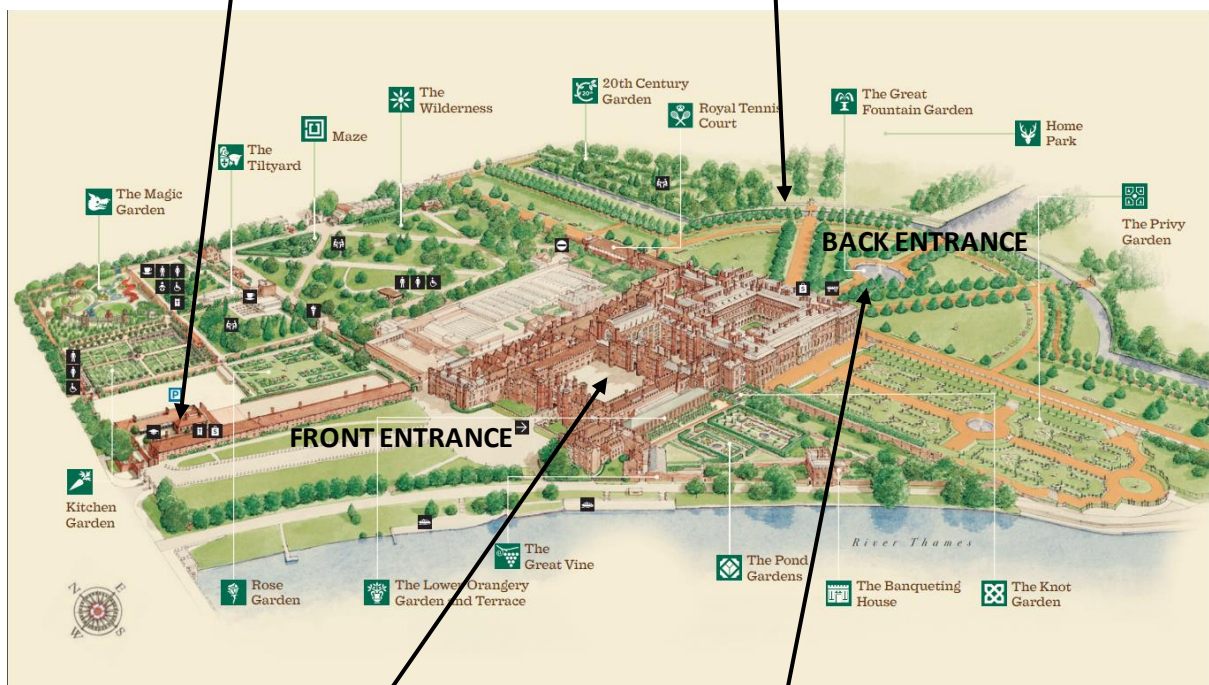 20th Century
Garden
20th
The
Wilderness
Royal Tennis
Court
The Great
Fountain Garden
Maze
Home
Park
The
Tiltyard
The Magic
Garden
The Privy
Garden
BACK ENTRANCE
P
FRONT ENTRANCE
Kitchen
Garden
River Thames
The
Great Vine
The Pond
Gardens
Rose
Garden
The Lower Orangery
Garden and Terrace
The Banqueting
House
The Knot
Garden
N
E
W
S